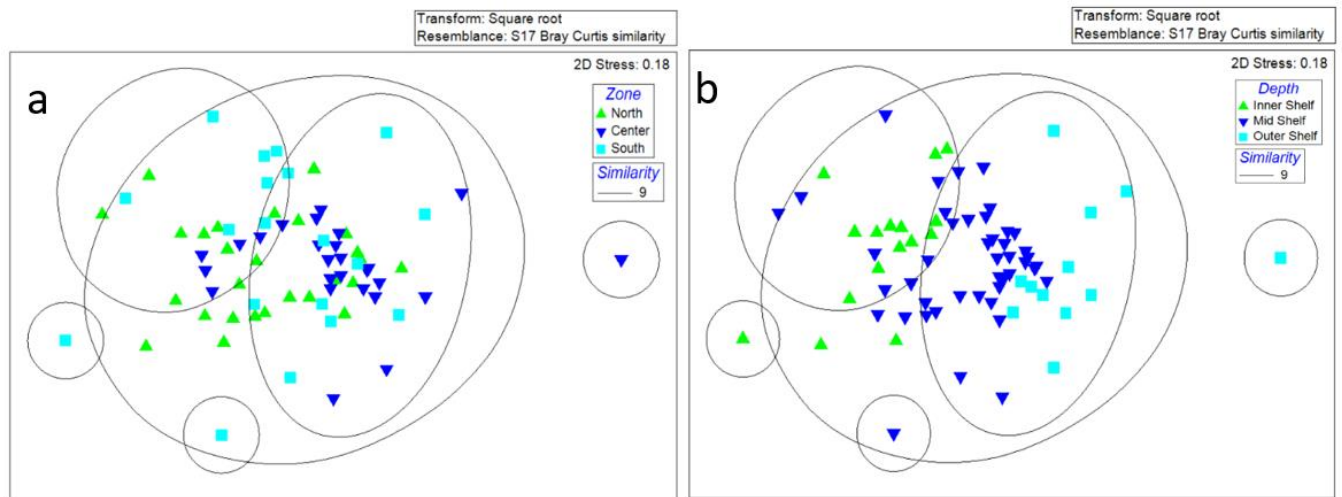 Transform: Square root
Resemblance: S17 Bray Curtis similarity
2D Stress: 0.18
a
Zone
North
Center
South
Similarity
9
Transform: Square root
Resemblance: S17 Bray Curtis similarity
2D Stress: 0.18
b
Depth
Inner Shelf
Mid Shelf
Outer Shelf
Similarity
9